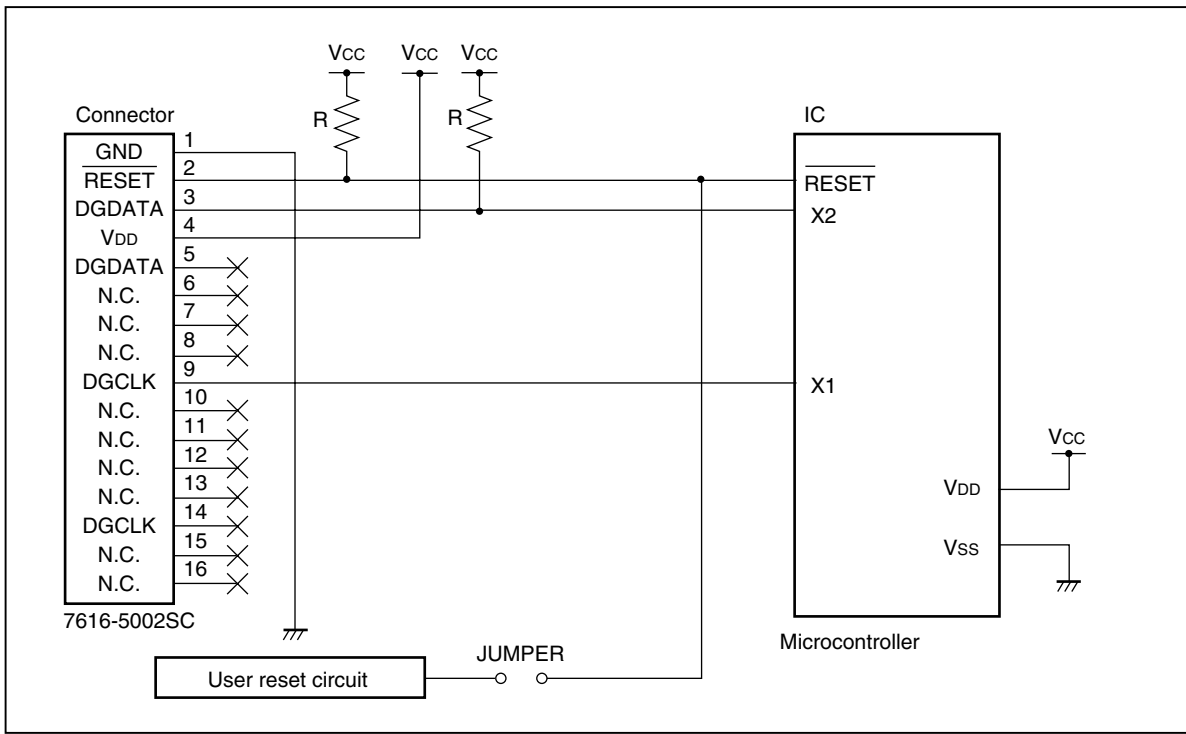 VCC VCC VCC
R R
Connector IC
GND 1
RESET 2 RESET
DGDATA 3 X2
VDD 4
DGDATA 5
N.C. 6
N.C. 7
N.C. 8
DGCLK 9 X1
N.C. 10
N.C. 11
VCC
N.C. 12
N.C. 13 VDD
DGCLK 14
N.C. 15 VSS
N.C. 16
7616-5002SC
Microcontroller
JUMPER
User reset circuit